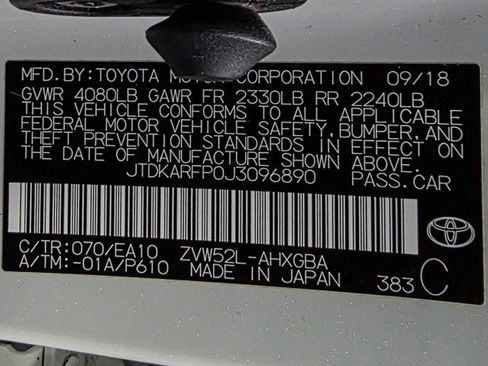 MFD. BY: TOYOTA MOTOR CORPORATION 09/18
GVWR 4080LB GAWR FR 2330LB RR 2240LB
THIS VEHICLE CONFORMS TO ALL APPLICABLE
FEDERAL MOTOR VEHICLE SAFETY, BUMPER, AND
THEFT PREVENTION STANDARDS IN EFFECT ON
THE DATE OF MANUFACTURE SHOWN ABOVE.
JTDKARFP0J3096890 PASS. CAR
C/TR: 070/EA10 ZVW52L-AHXGBA
A/TM: -01A/P610 MADE IN JAPAN 383 C